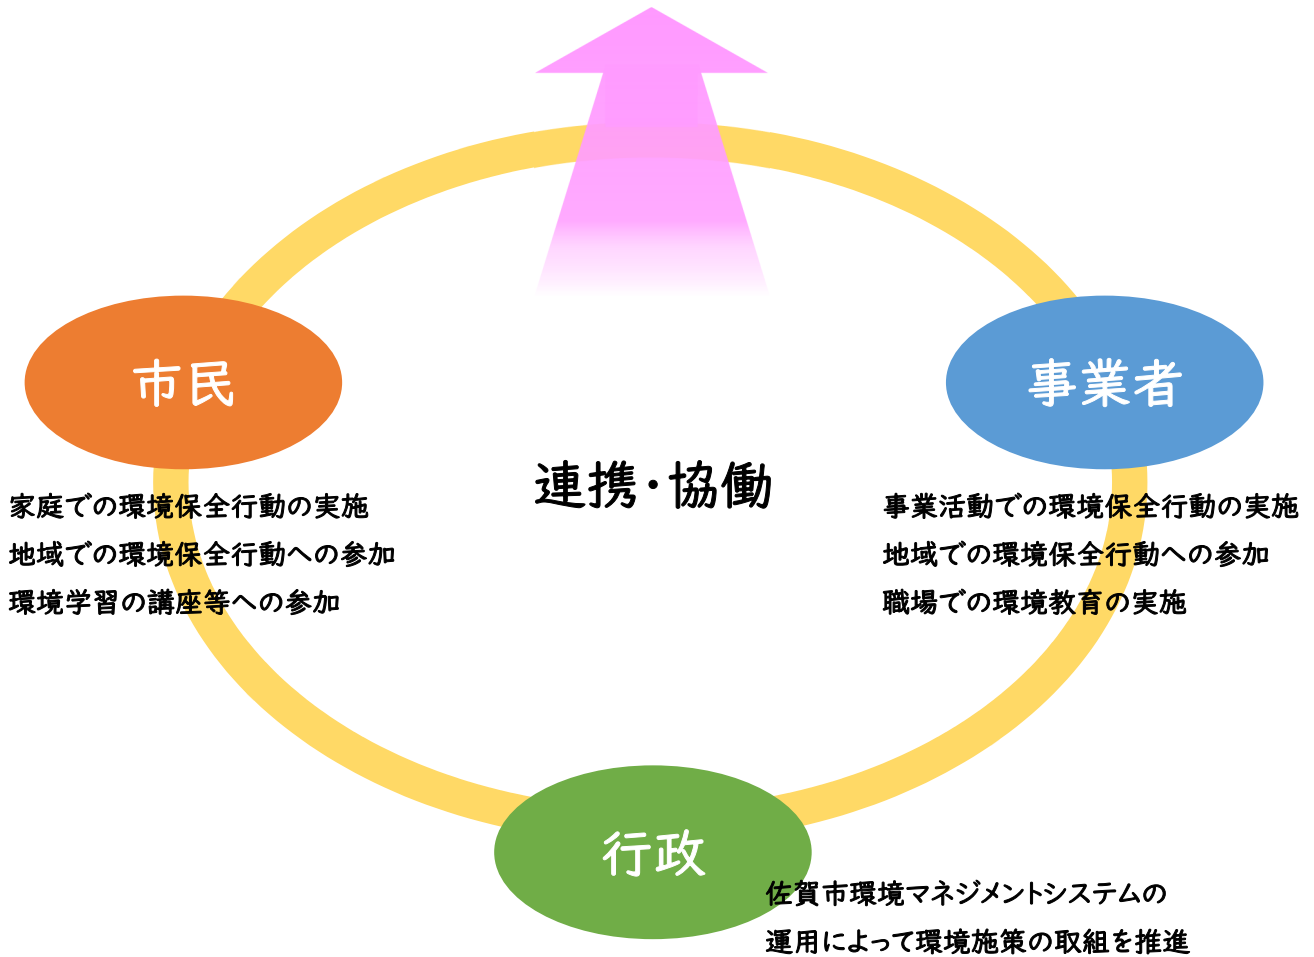 市民
家庭での環境保全行動の実施
地域での環境保全行動への参加
環境学習の講座等への参加
連携・協働
事業者
事業活動での環境保全行動の実施
地域での環境保全行動への参加
職場での環境教育の実施
行政
佐賀市環境マネジメントシステムの
運用によって環境施策の取組を推進